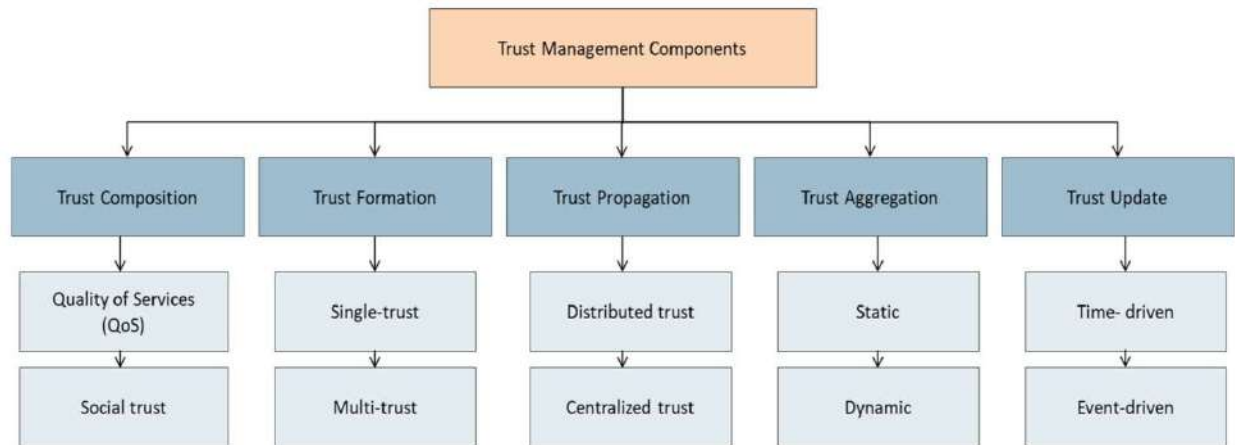 Trust Management Components
Trust Composition
Trust Formation
Trust Propagation
Trust Aggregation
Trust Update
Quality of Services
(QoS)
Single-trust
Distributed trust
Static
Time- driven
Social trust
Multi-trust
Centralized trust
Dynamic
Event-driven